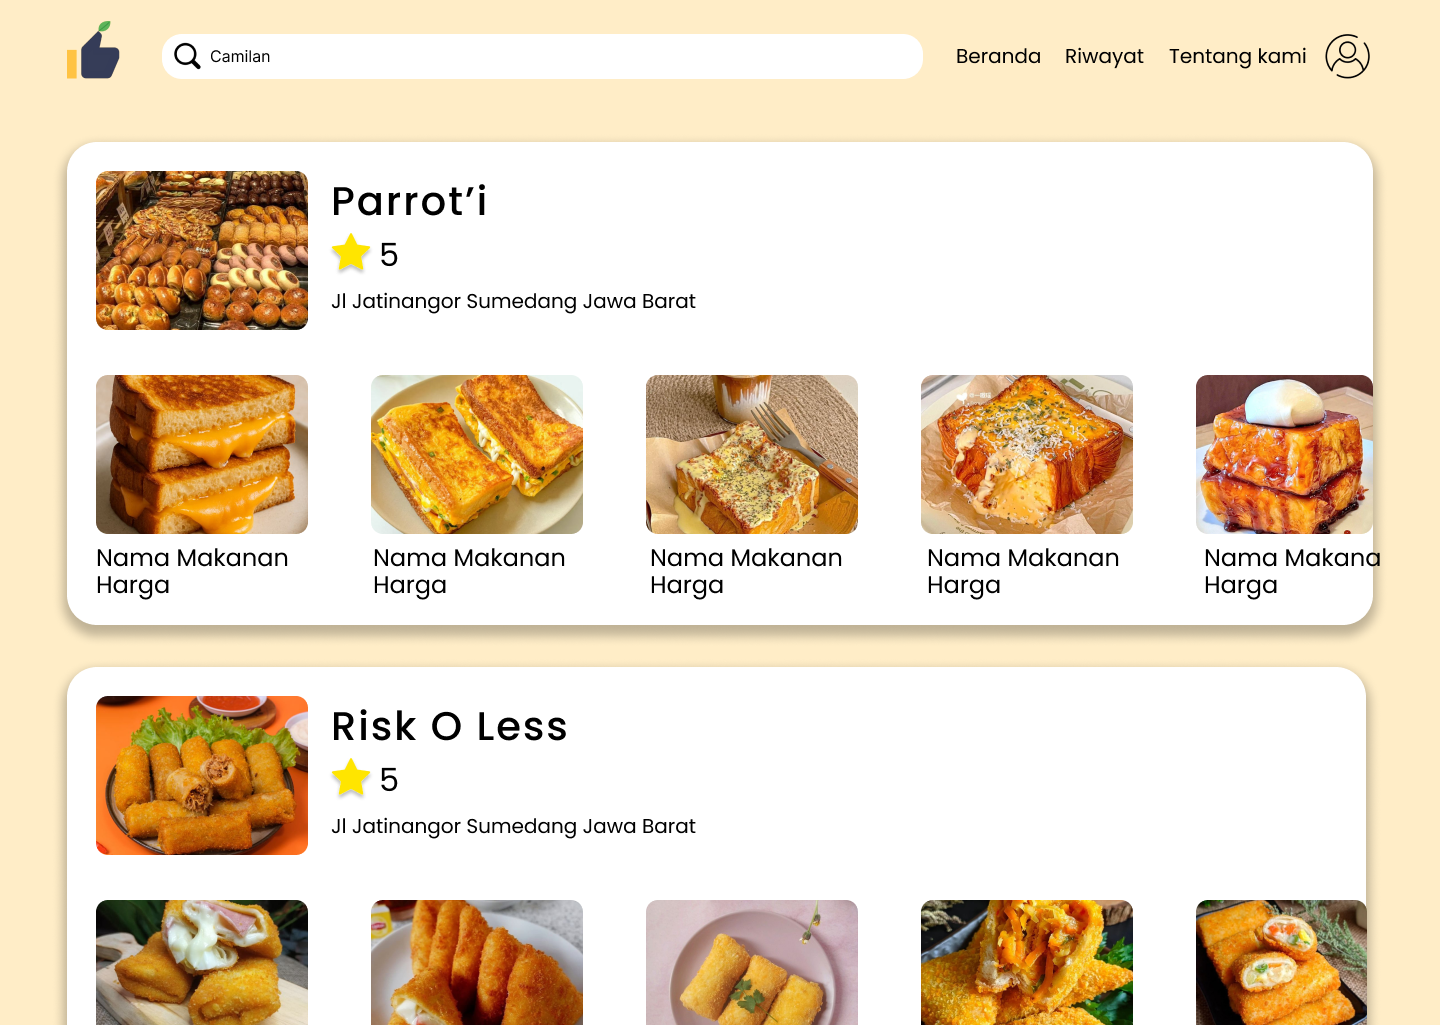 Camilan
Beranda Riwayat Tentang kami
Parrot’i
5
Jl Jatinangor Sumedang Jawa Barat
Nama Makanan Nama Makanan Nama Makanan Nama Makanan Nama Makana
Harga Harga Harga Harga Harga
Risk O Less
5
Jl Jatinangor Sumedang Jawa Barat